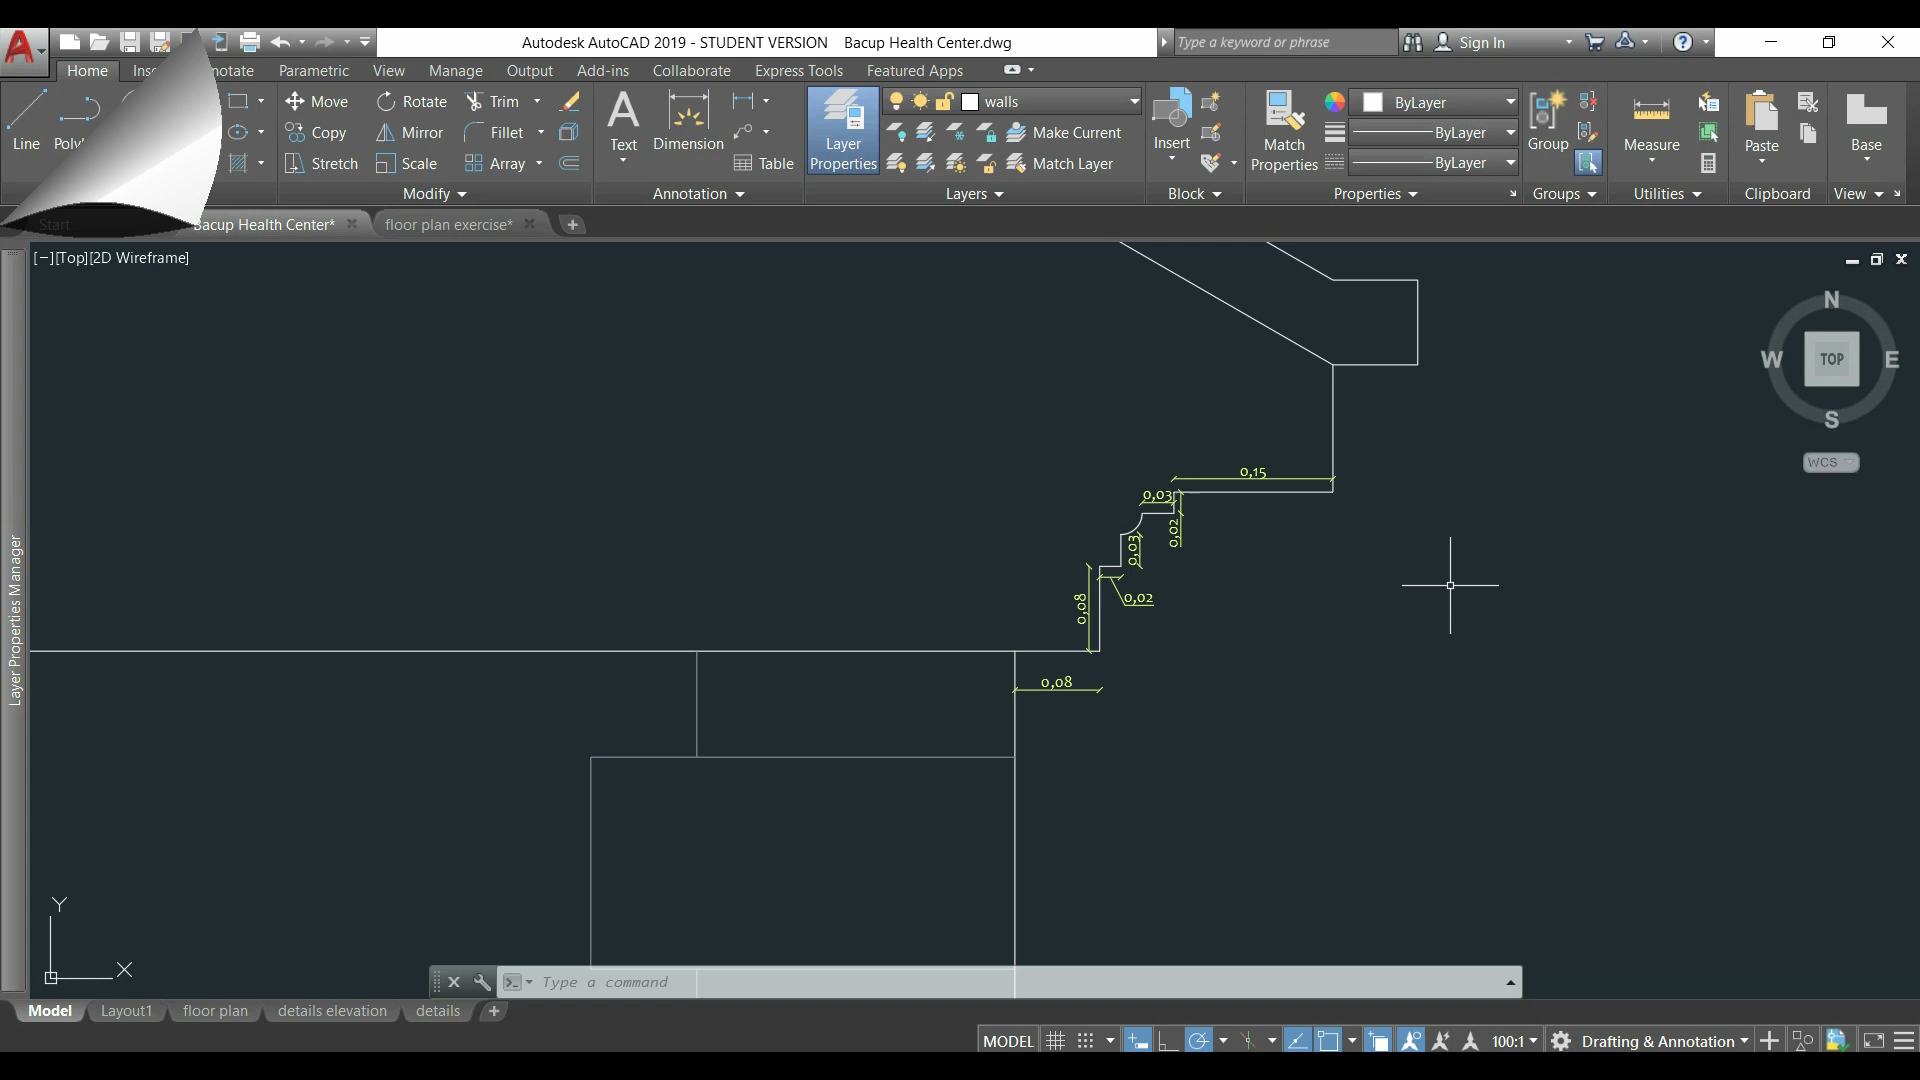 Autodesk AutoCAD 2019 - STUDENT VERSION Bacup Health Center.dwg
Type a keyword or phrase
Sign In
Home
Parametric View Manage Output Add-ins Collaborate Express Tools Featured Apps
Line
Move Rotate Trim
Copy Mirror Fillet
Stretch Scale Array
Modify
Text Dimension Table
Annotation
Layer Properties
walls
Make Current
Match Layer
Layers
Insert
Block
Match Properties
ByLayer
ByLayer
ByLayer
Properties
Group
Groups
Measure
Utilities
Paste
Clipboard
Base
View
Start Bacup Health Center* floor plan exercise*
[−][Top][2D Wireframe]
N
W TOP E
S
WCS
Layer Properties Manager
0,15
0,03
0,02
0,03
0,08
0,02
0,08
Y
X
Type a command
Model Layout1 floor plan details elevation details
MODEL 100:1 Drafting & Annotation